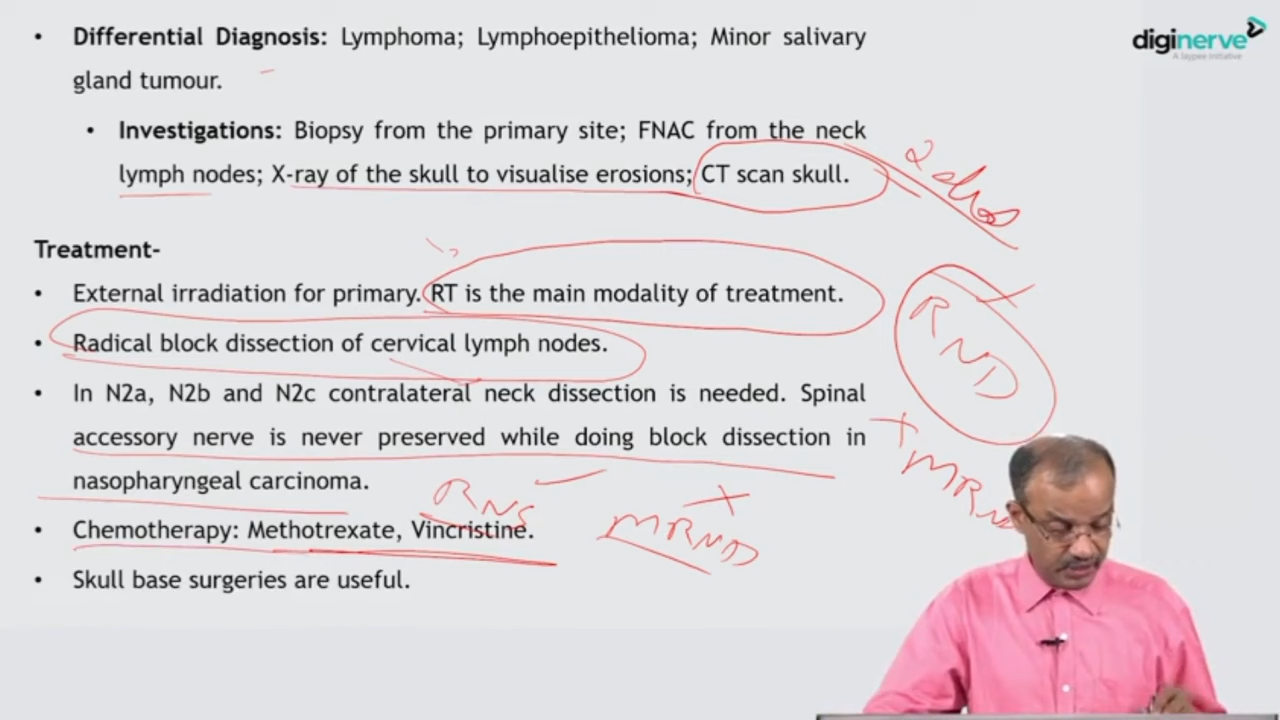 • Differential Diagnosis: Lymphoma; Lymphoepithelioma; Minor salivary
gland tumour.
• Investigations: Biopsy from the primary site; FNAC from the neck
lymph nodes; X-ray of the skull to visualise erosions; CT scan skull.
Treatment-
• External irradiation for primary. RT is the main modality of treatment.
• Radical block dissection of cervical lymph nodes.
• In N2a, N2b and N2c contralateral neck dissection is needed. Spinal
accessory nerve is never preserved while doing block dissection in
nasopharyngeal carcinoma.
• Chemotherapy: Methotrexate, Vincristine.
• Skull base surgeries are useful.
diginerve
A Jaypee Initiative
RND
MRND